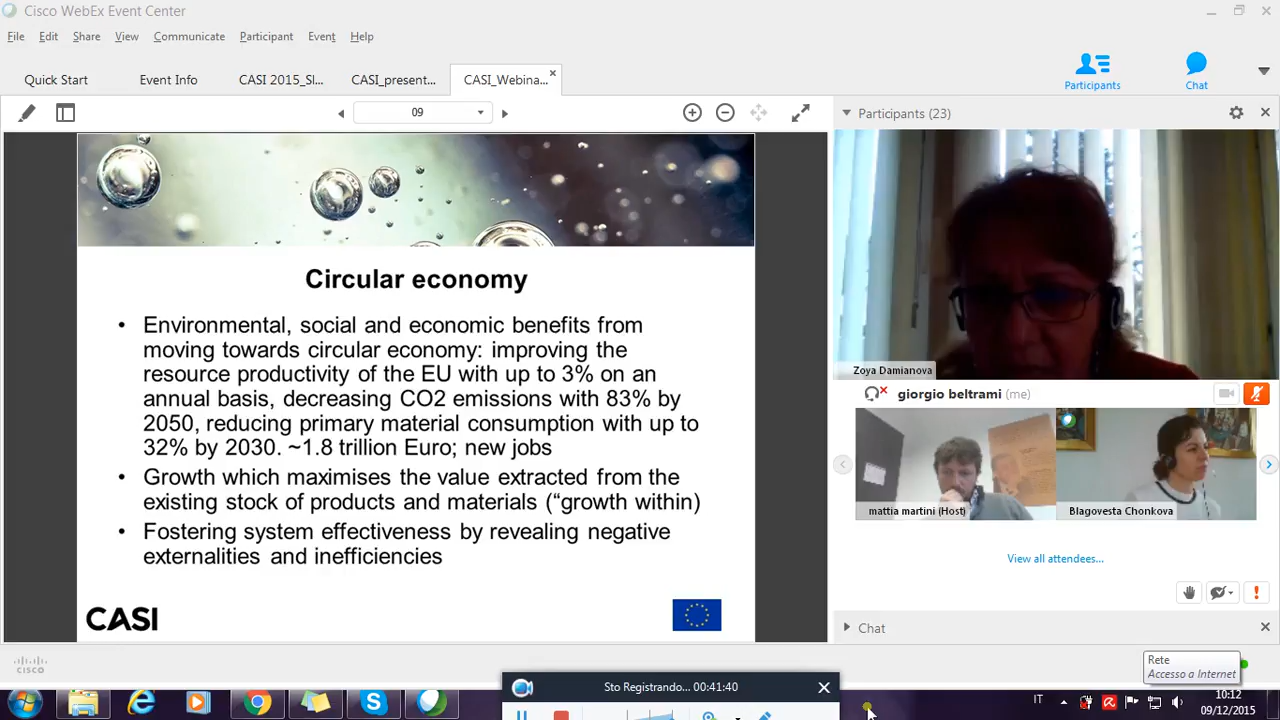 Cisco WebEx Event Center
File Edit Share View Communicate Participant Event Help
Quick Start Event Info CASI 2015_Sl... CASI_present... CASI_Webina...
Participants Chat
09
Participants (23)
Circular economy
• Environmental, social and economic benefits from
moving towards circular economy: improving the
resource productivity of the EU with up to 3% on an
annual basis, decreasing CO2 emissions with 83% by
2050, reducing primary material consumption with up to
32% by 2030. ~1.8 trillion Euro; new jobs
• Growth which maximises the value extracted from the
existing stock of products and materials (“growth within)
• Fostering system effectiveness by revealing negative
externalities and inefficiencies
CASI
Zoya Damianova
giorgio beltrami (me)
mattia martini (Host)
Blagovesta Chonkova
View all attendees...
Chat
cisco
Rete
Accesso a Internet
Sto Registrando... 00:41:40
IT
10:12
09/12/2015